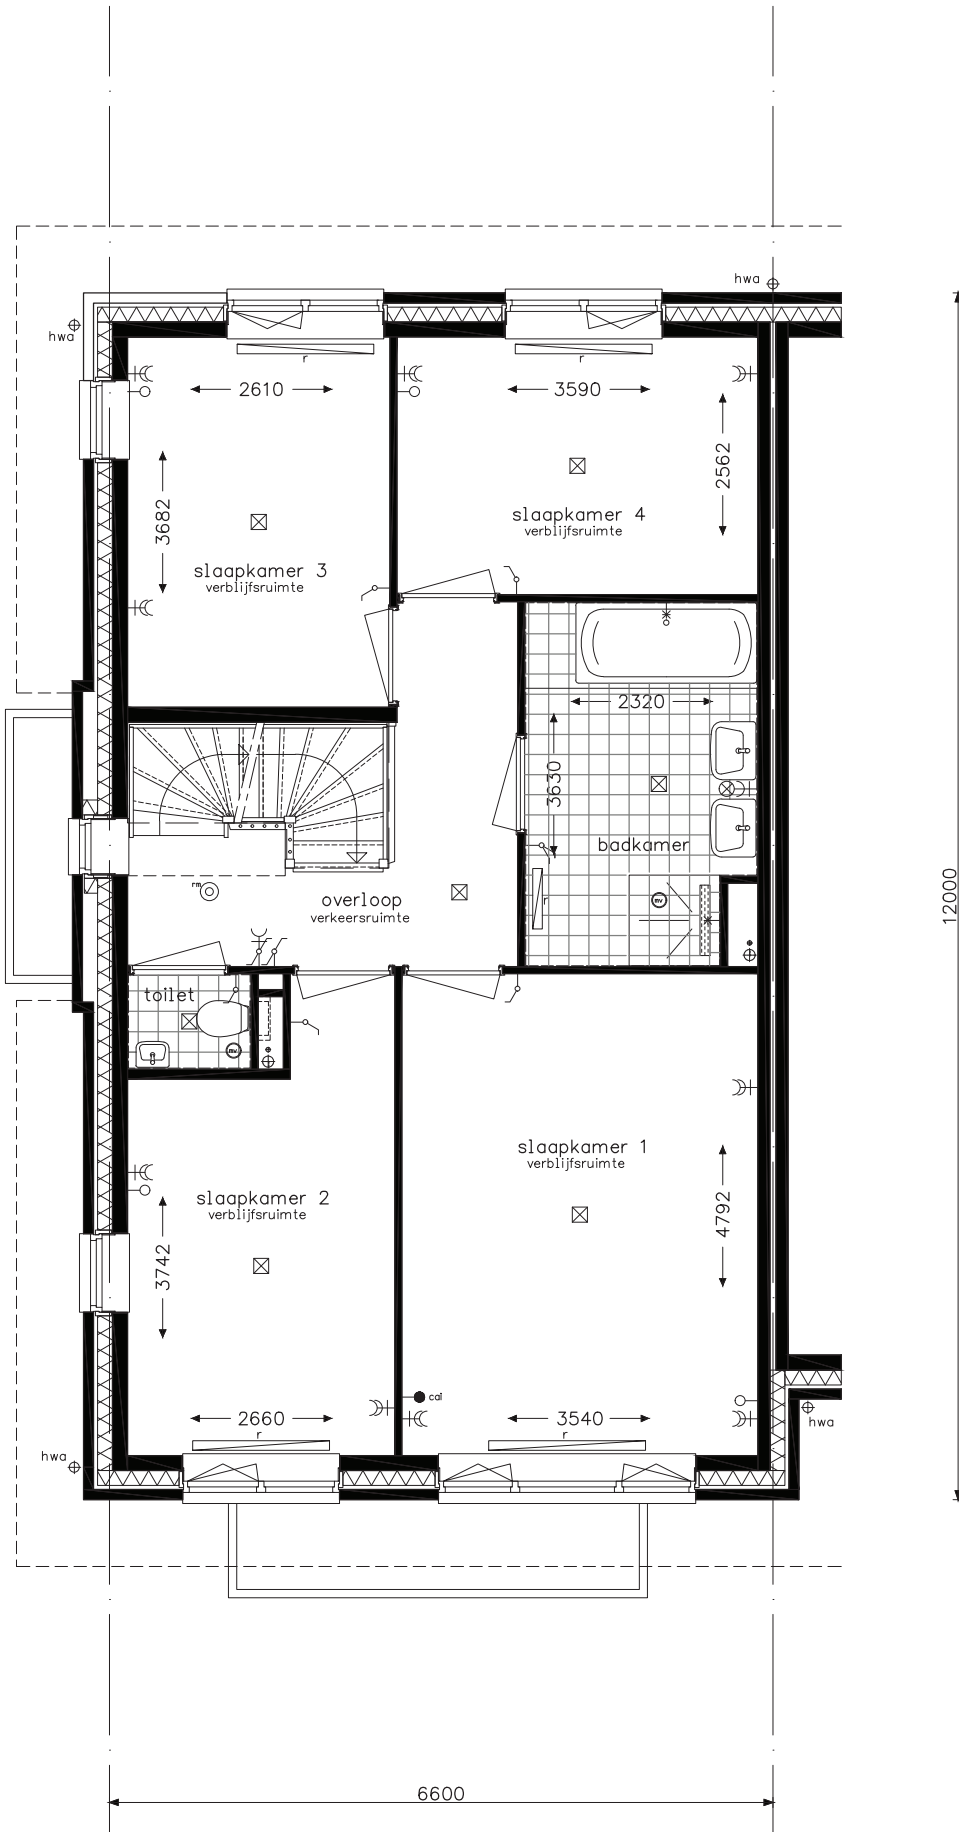 hwa
hwa
r
r
2610
3590
2562
3682
slaapkamer 4
verblijfsruimte
slaapkamer 3
verblijfsruimte
2320
3630
badkamer
rm
mv
r
overloop
verkeersruimte
12000
toilet
mv
slaapkamer 1
verblijfsruimte
slaapkamer 2
verblijfsruimte
4792
3742
cai
2660
3540
r
r
hwa
hwa
6600